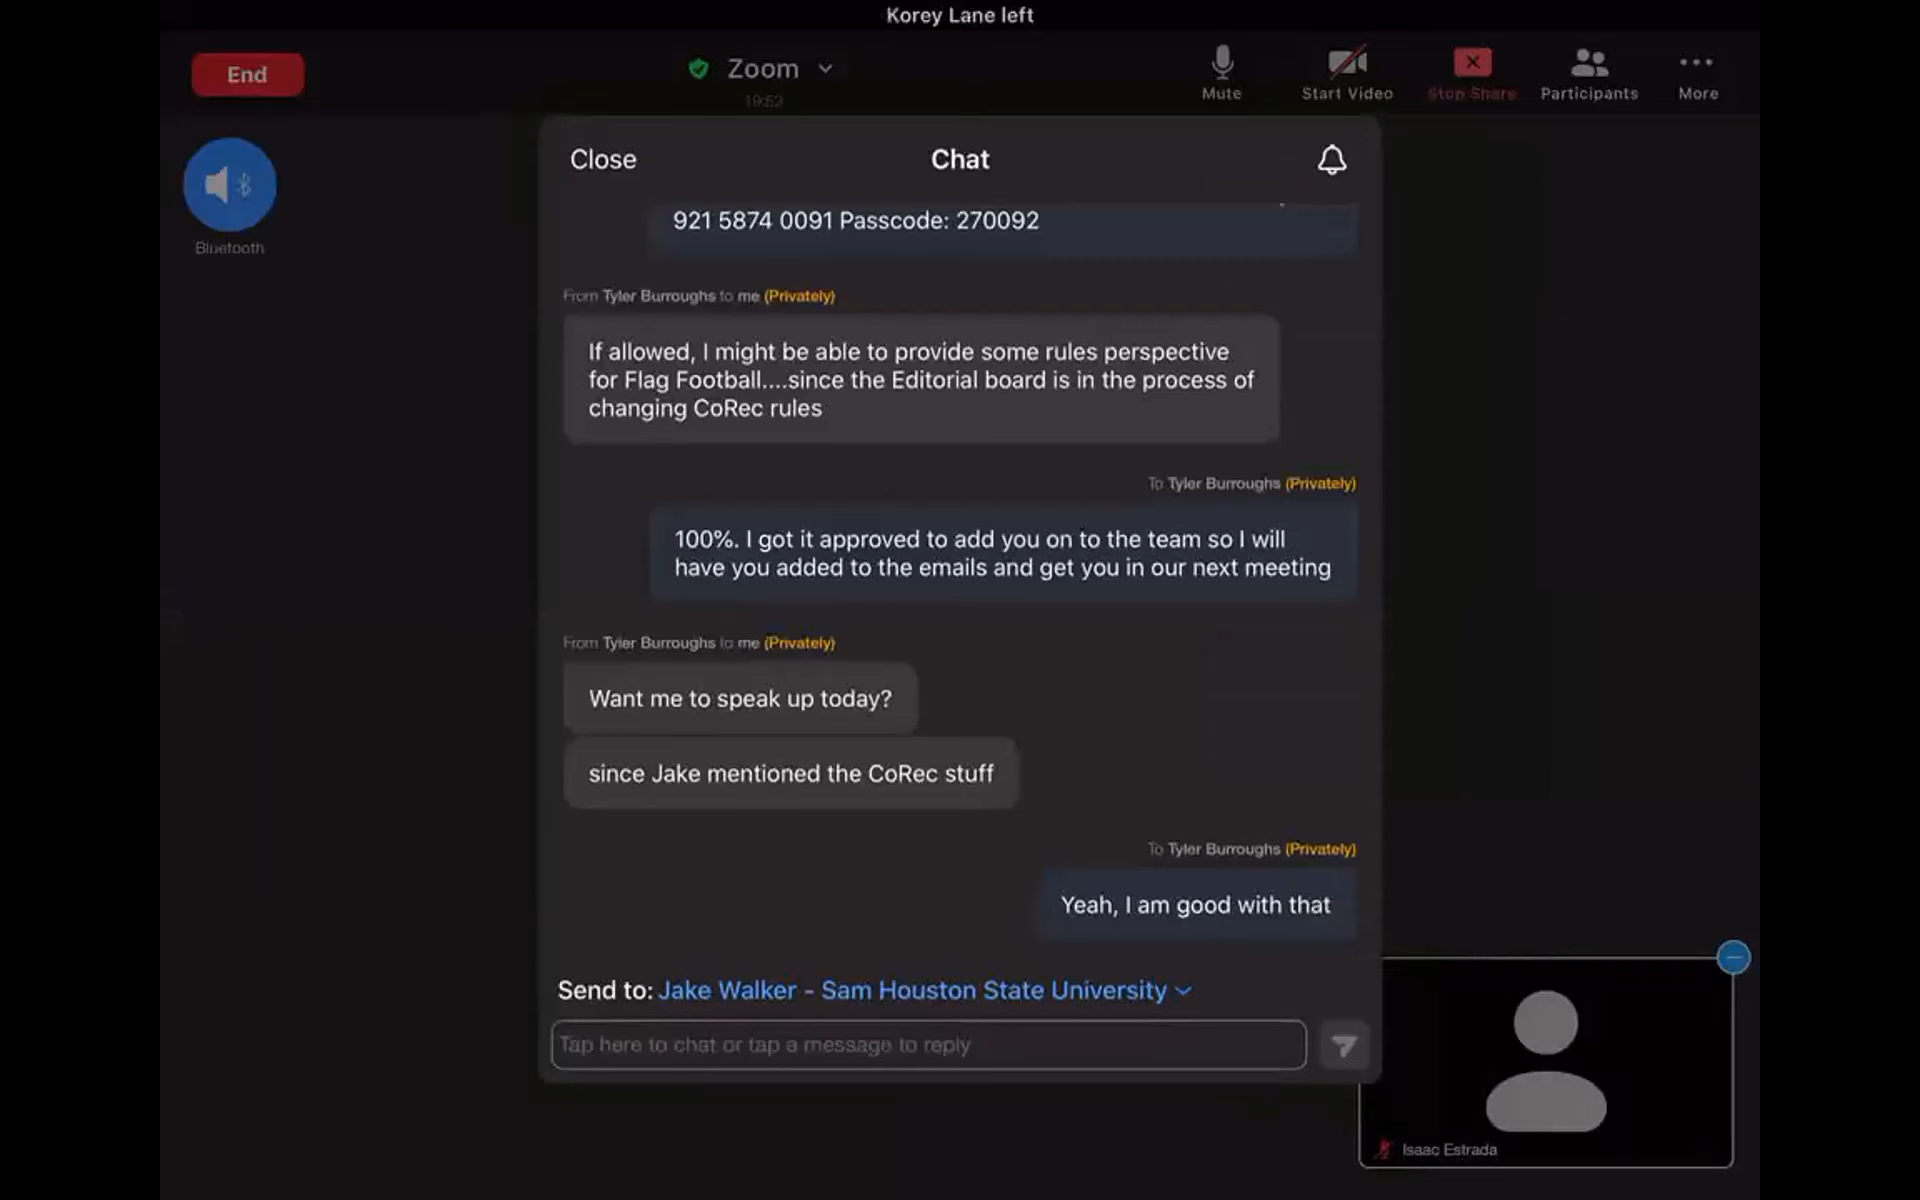 Korey Lane left
End
Zoom
19:52
Mute
Start Video
Stop Share
Participants
More
Bluetooth
Close
Chat
921 5874 0091 Passcode: 270092
From Tyler Burroughs to me (Privately)
If allowed, I might be able to provide some rules perspective
for Flag Football....since the Editorial board is in the process of
changing CoRec rules
To Tyler Burroughs (Privately)
100%. I got it approved to add you on to the team so I will
have you added to the emails and get you in our next meeting
From Tyler Burroughs to me (Privately)
Want me to speak up today?
since Jake mentioned the CoRec stuff
To Tyler Burroughs (Privately)
Yeah, I am good with that
Send to: Jake Walker - Sam Houston State University
Tap here to chat or tap a message to reply
Isaac Estrada